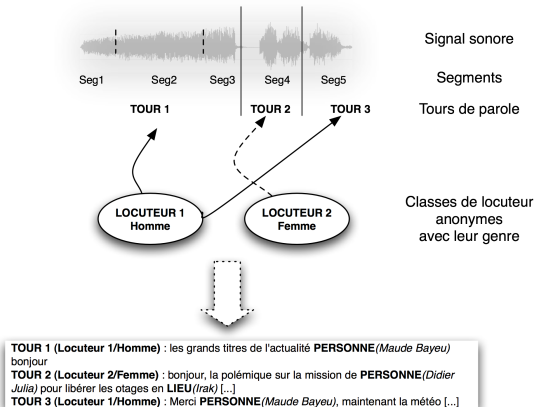 Signal sonore
Seg1 Seg2 Seg3 Seg4 Seg5 Segments
TOUR 1 TOUR 2 TOUR 3 Tours de parole
LOCUTEUR 1
Homme
LOCUTEUR 2
Femme
Classes de locuteur
anonymes
avec leur genre
TOUR 1 (Locuteur 1/Homme) : les grands titres de l'actualité PERSONNE(Maude Bayeu)
bonjour
TOUR 2 (Locuteur 2/Femme) : bonjour, la polémique sur la mission de PERSONNE(Didier
Julia) pour libérer les otages en LIEU(Irak) [...]
TOUR 3 (Locuteur 1/Homme) : Merci PERSONNE(Maude Bayeu), maintenant la météo [...]